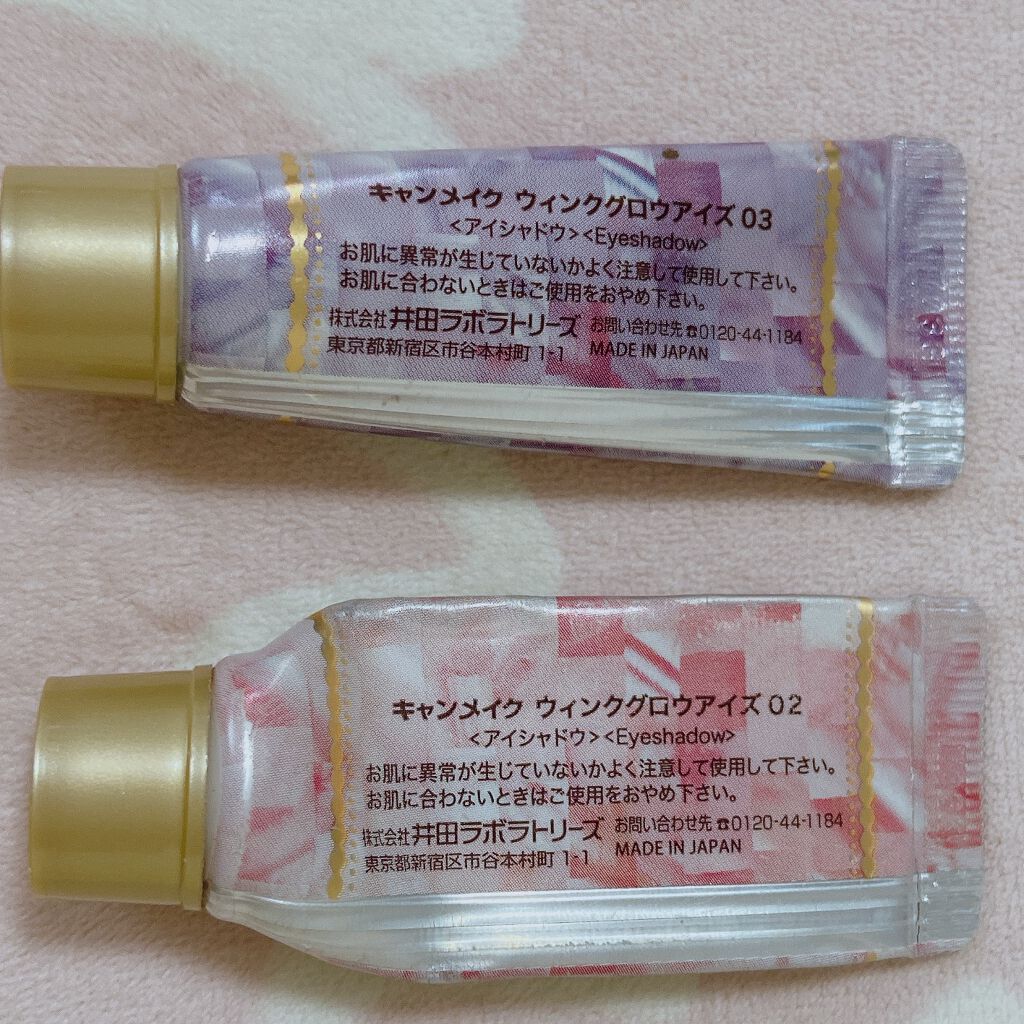 キャンメイク ウィンクグロウアイズ 03
<アイシャドウ><Eyeshadow>
お肌に異常が生じていないかよく注意して使用して下さい。
お肌に合わないときはご使用をおやめ下さい。
株式会社 井田ラボラトリーズ お問い合わせ先 ☎0120-44-1184
東京都新宿区市谷本村町 1-1 MADE IN JAPAN
キャンメイク ウィンクグロウアイズ 02
<アイシャドウ><Eyeshadow>
お肌に異常が生じていないかよく注意して使用して下さい。
お肌に合わないときはご使用をおやめ下さい。
株式会社 井田ラボラトリーズ お問い合わせ先 ☎0120-44-1184
東京都新宿区市谷本村町 1-1 MADE IN JAPAN